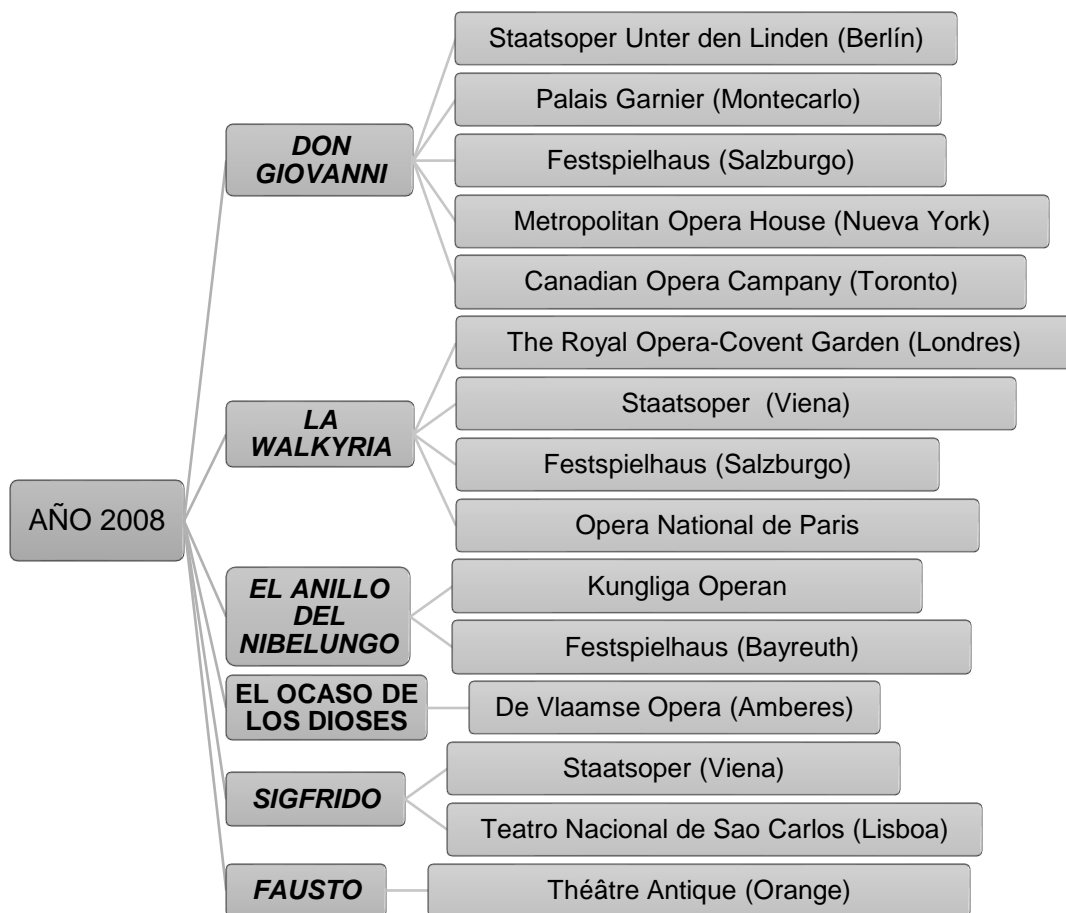 AÑO 2008
DON
GIOVANNI
Staatsoper Unter den Linden (Berlín)
Palais Garnier (Montecarlo)
Festspielhaus (Salzburgo)
Metropolitan Opera House (Nueva York)
Canadian Opera Campany (Toronto)
LA
WALKYRIA
The Royal Opera-Covent Garden (Londres)
Staatsoper (Viena)
Festspielhaus (Salzburgo)
Opera National de Paris
EL ANILLO
DEL
NIBELUNGO
Kungliga Operan
Festspielhaus (Bayreuth)
EL OCASO DE
LOS DIOSES
De Vlaamse Opera (Amberes)
SIGFRIDO
Staatsoper (Viena)
Teatro Nacional de Sao Carlos (Lisboa)
FAUSTO
Théâtre Antique (Orange)